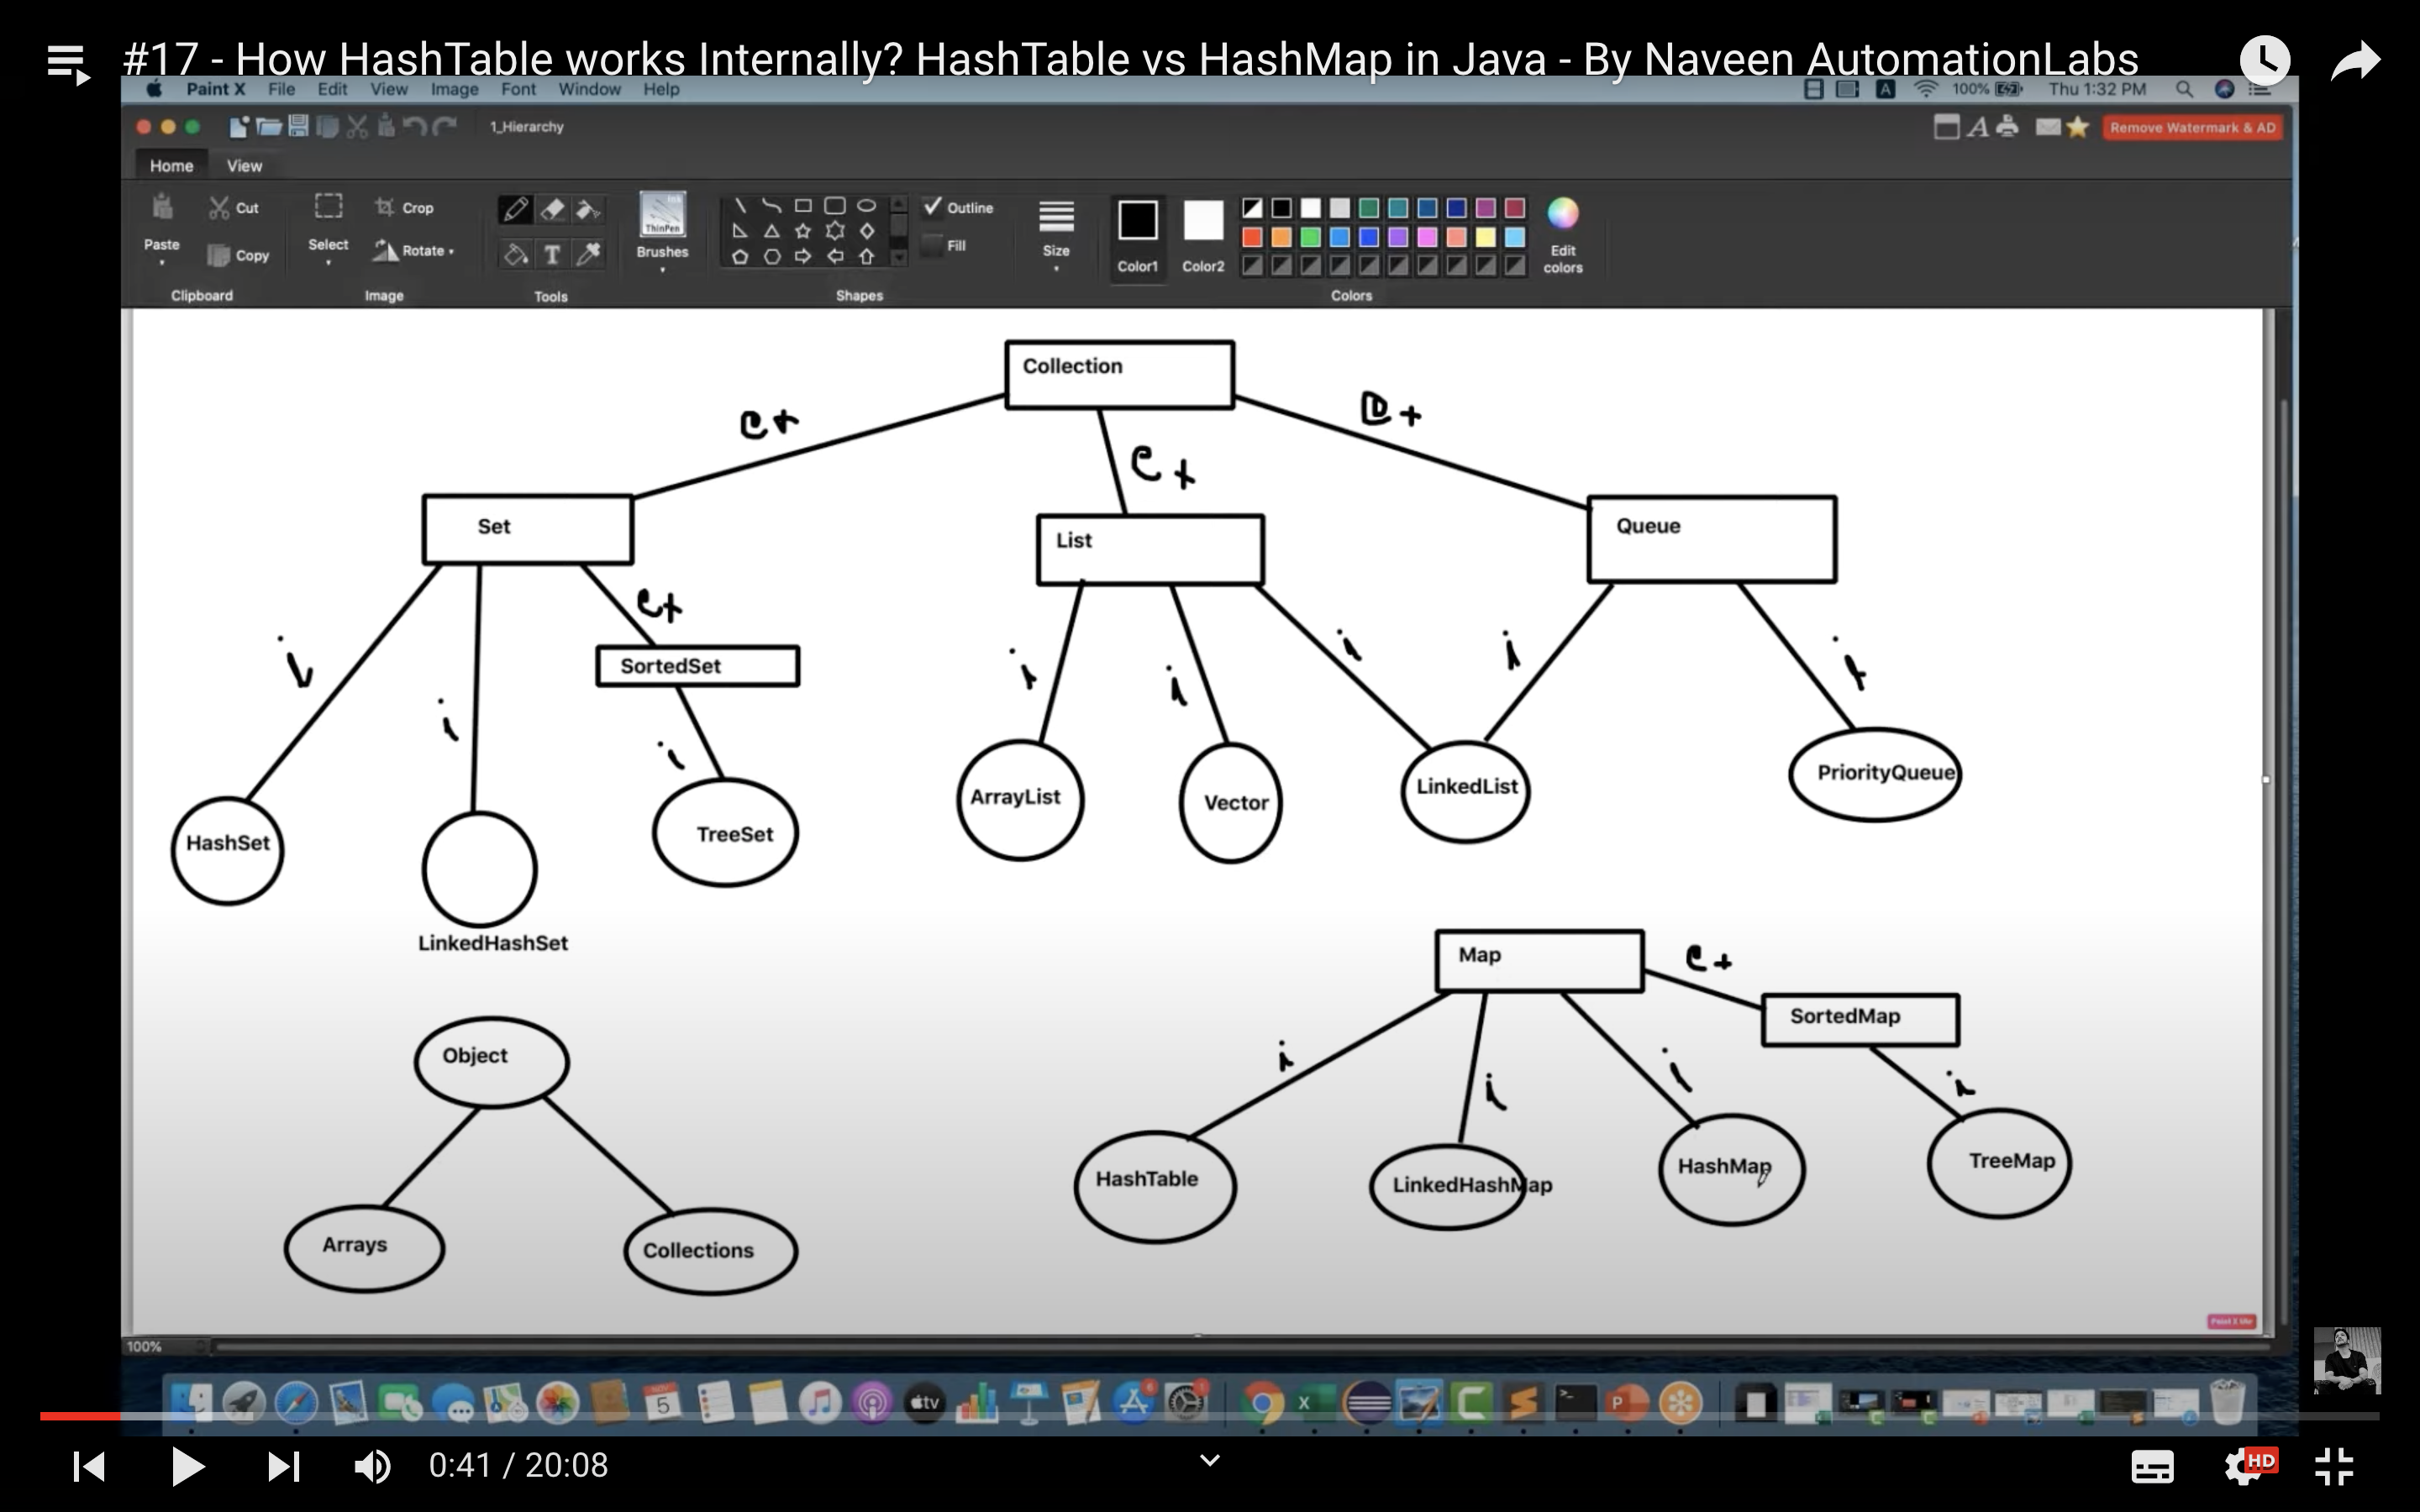 #17 - How HashTable works Internally? HashTable vs HashMap in Java - By Naveen AutomationLabs
Paint X File Edit View Image Font Window Help
A 100% Thu 1:32 PM
1_Hierarchy
A Remove Watermark & AD
Home View
Paste Cut Copy
Clipboard
Select Crop Rotate
Image
T
Tools
ThinPen
Brushes
Outline
Fill
Shapes
Size
Color1 Color2
Edit colors
Colors
Collection
e+ e+ +
Set List Queue
e+
SortedSet
i i i i i i i i
HashSet
LinkedHashSet
TreeSet
ArrayList
Vector
LinkedList
PriorityQueue
Map
e+
SortedMap
i i i i
HashTable
LinkedHashMap
HashMap
TreeMap
Object
Arrays Collections
100%
NOV 5
tv
X
P
0:41 / 20:08
HD